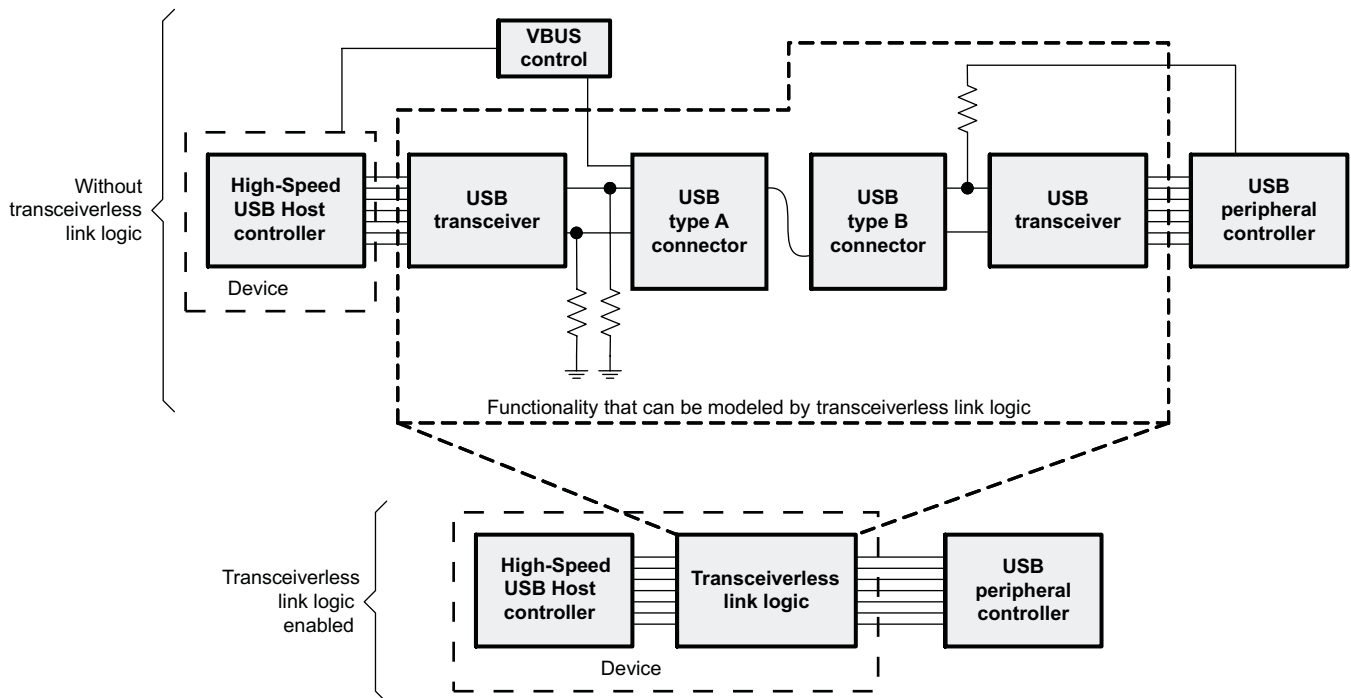 VBUS
control
Without
transceiverless
link logic
High-Speed
USB Host
controller
Device
USB
transceiver
USB
type A
connector
USB
type B
connector
USB
transceiver
USB
peripheral
controller
Functionality that can be modeled by transceiverless link logic
Transceiverless
link logic
enabled
High-Speed
USB Host
controller
Transceiverless
link logic
Device
USB
peripheral
controller